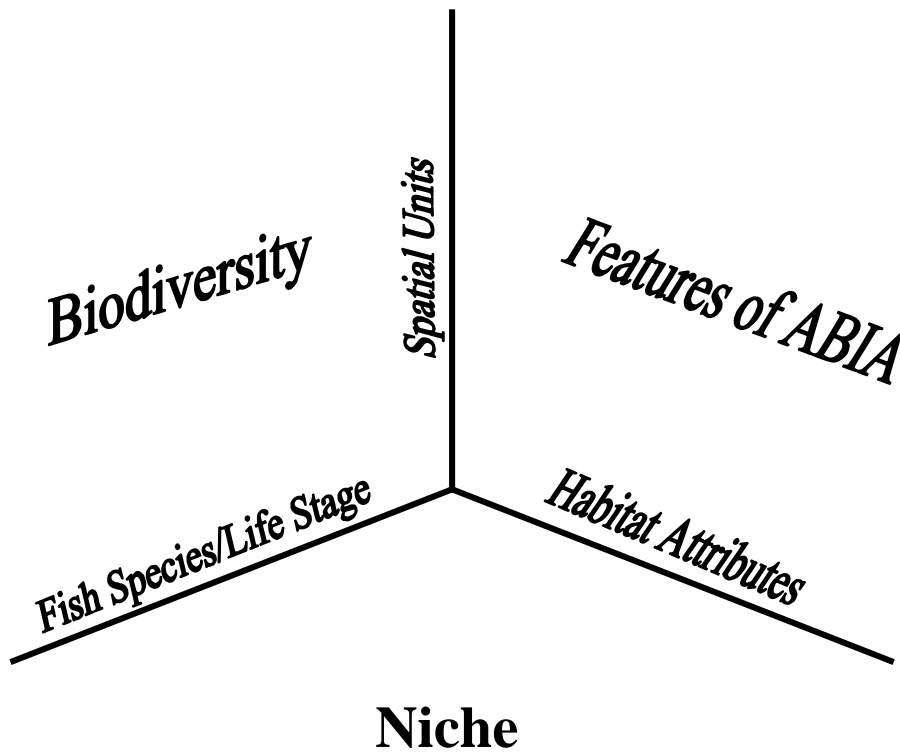 Spatial Units
Biodiversity
Features of ABIA
Fish Species/Life Stage
Habitat Attributes
Niche